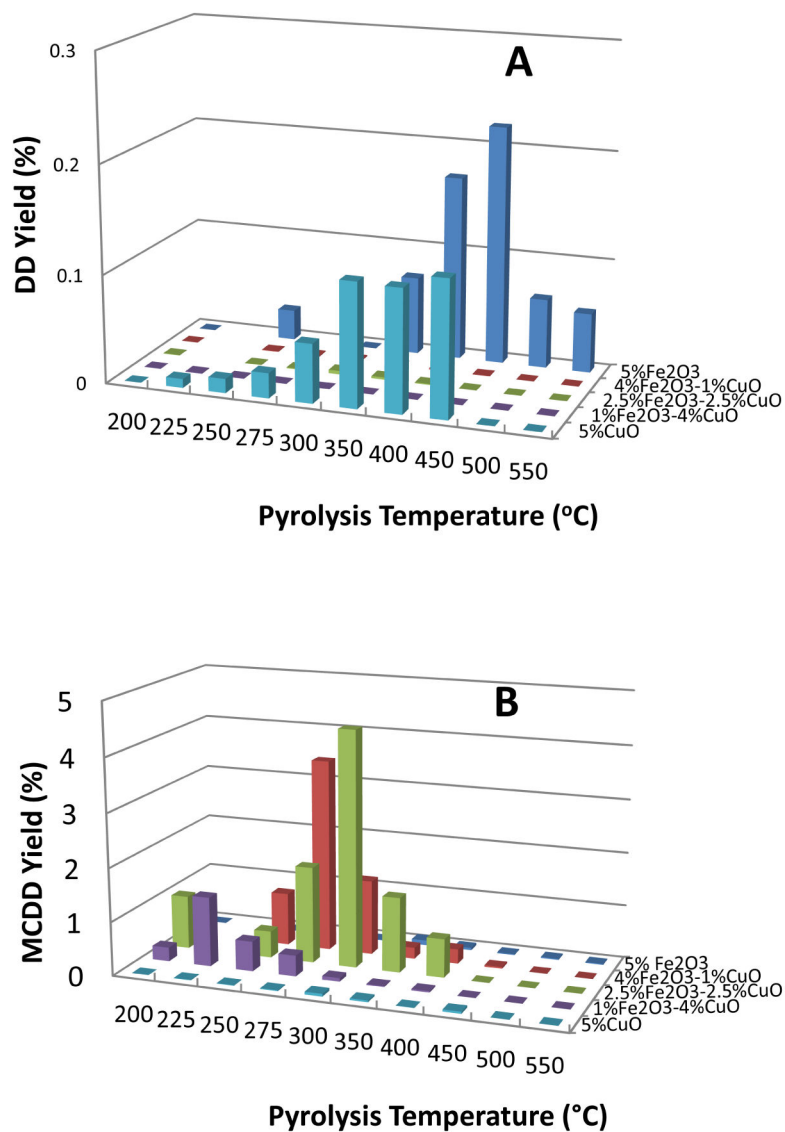 A
0.3
0.2
0.1
0
DD Yield (%)
200 225 250 275 300 350 400 450 500 550
5%Fe2O3
4%Fe2O3-1%CuO
2.5%Fe2O3-2.5%CuO
1%Fe2O3-4%CuO
5%CuO
Pyrolysis Temperature (ºC)
B
5
4
3
2
1
0
MCDD Yield (%)
200 225 250 275 300 350 400 450 500 550
5% Fe2O3
4%Fe2O3-1%CuO
2.5%Fe2O3-2.5%CuO
1%Fe2O3-4%CuO
5%CuO
Pyrolysis Temperature (°C)